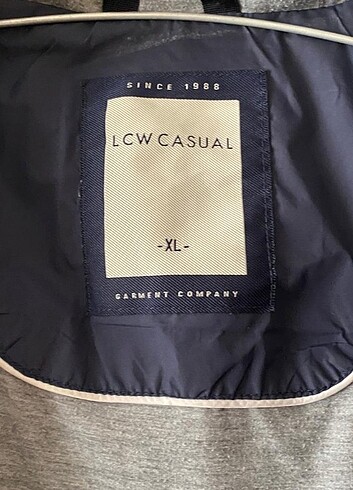 SINCE 1988
LCW CASUAL
-XL-
GARMENT COMPANY